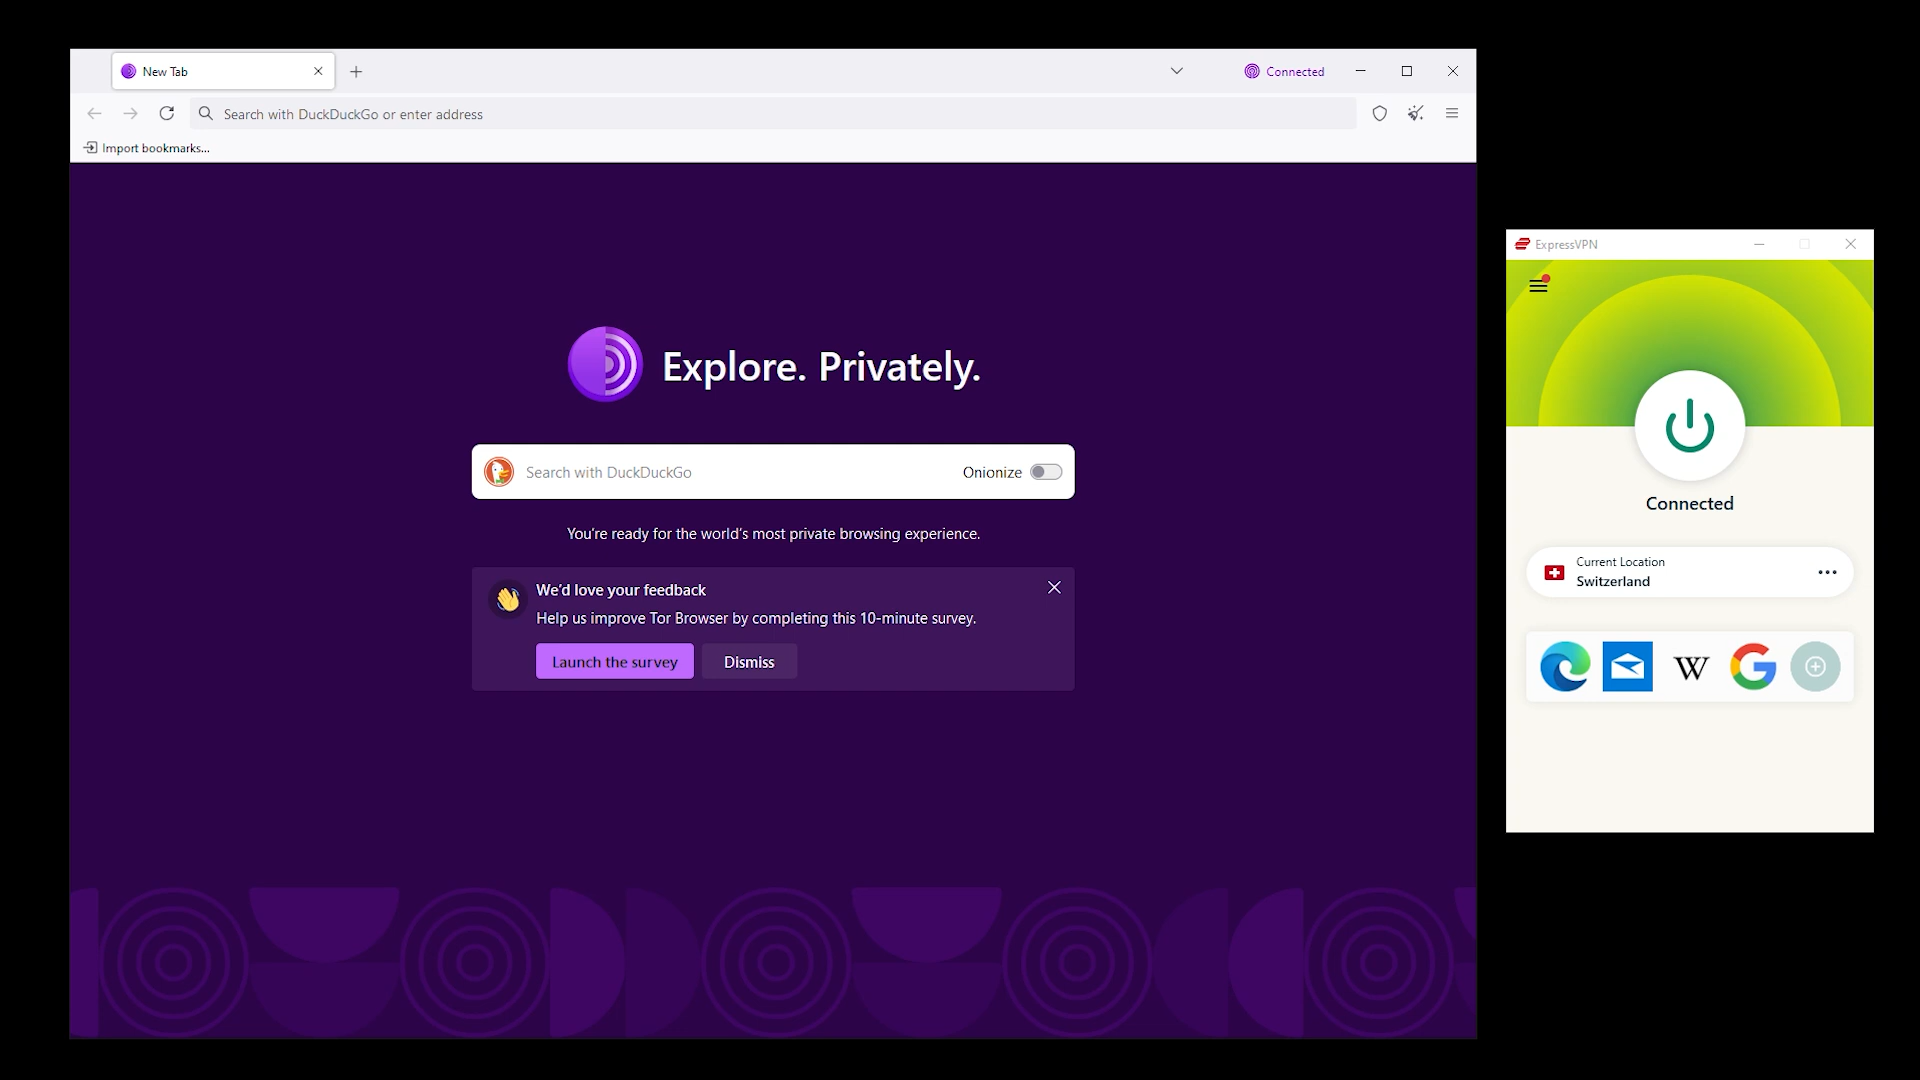 New Tab
Connected
Search with DuckDuckGo or enter address
Import bookmarks...
Explore. Privately.
Search with DuckDuckGo
Onionize
You're ready for the world's most private browsing experience.
We'd love your feedback
Help us improve Tor Browser by completing this 10-minute survey.
Launch the survey
Dismiss
ExpressVPN
Connected
Current Location
Switzerland
W
G